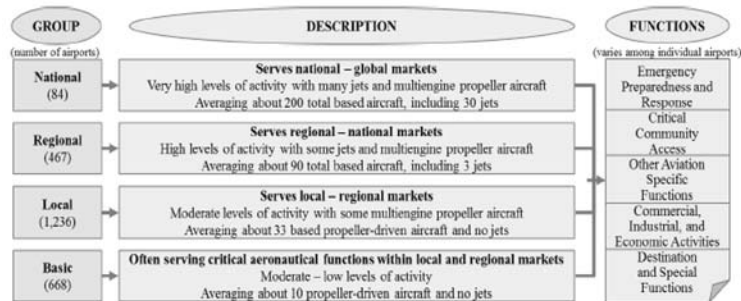 GROUP
(number of airports)
DESCRIPTION
FUNCTIONS
(varies among individual airports)
National
(84)
Serves national – global markets
Very high levels of activity with many jets and multiengine propeller aircraft
Averaging about 200 total based aircraft, including 30 jets
Regional
(467)
Serves regional – national markets
High levels of activity with some jets and multiengine propeller aircraft
Averaging about 90 total based aircraft, including 3 jets
Local
(1,236)
Serves local – regional markets
Moderate levels of activity with some multiengine propeller aircraft
Averaging about 33 based propeller-driven aircraft and no jets
Basic
(668)
Often serving critical aeronautical functions within local and regional markets
Moderate – low levels of activity
Averaging about 10 propeller-driven aircraft and no jets
Emergency
Preparedness and
Response
Critical
Community
Access
Other Aviation
Specific
Functions
Commercial,
Industrial, and
Economic Activities
Destination
and Special
Functions